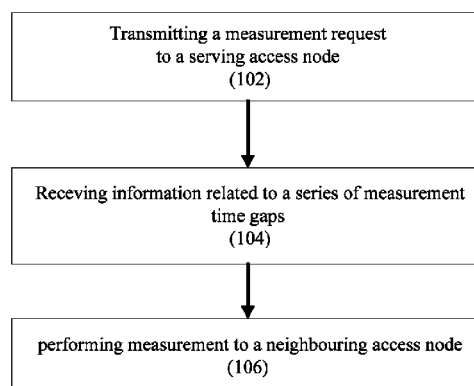 Transmitting a measurement request
to a serving access node
(102)
Receving information related to a series of measurement
time gaps
(104)
performing measurement to a neighbouring access node
(106)